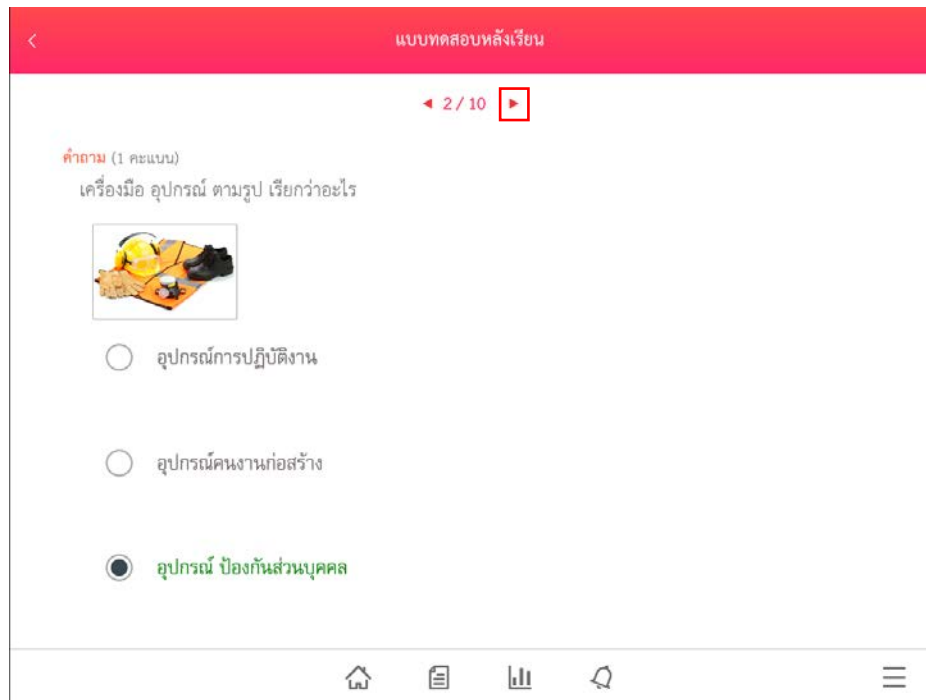 แบบทดสอบหลังเรียน
2 / 10
คำถาม (1 คะแนน)
เครื่องมือ อุปกรณ์ ตามรูป เรียกว่าอะไร
อุปกรณ์การปฏิบัติงาน
อุปกรณ์คนงานก่อสร้าง
อุปกรณ์ ป้องกันส่วนบุคคล